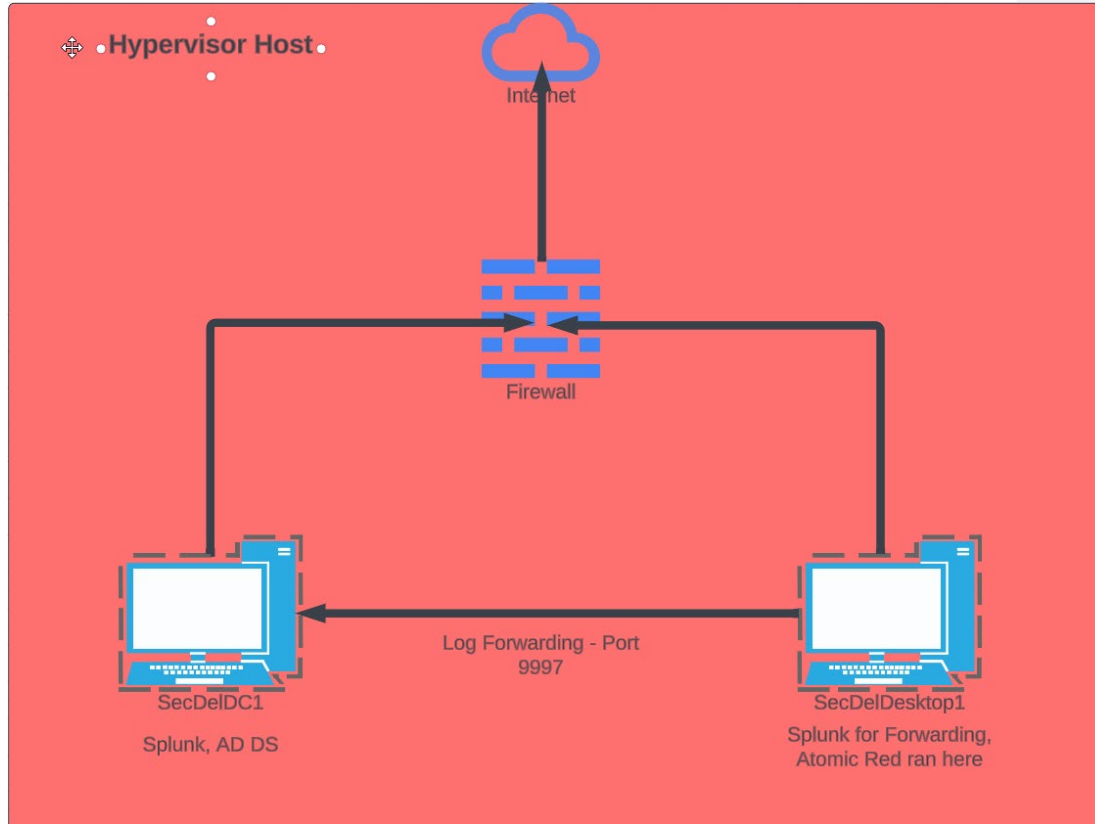 Hypervisor Host
Internet
Firewall
Log Forwarding - Port
9997
SecDelDC1
Splunk, AD DS
SecDelDesktop1
Splunk for Forwarding,
Atomic Red ran here